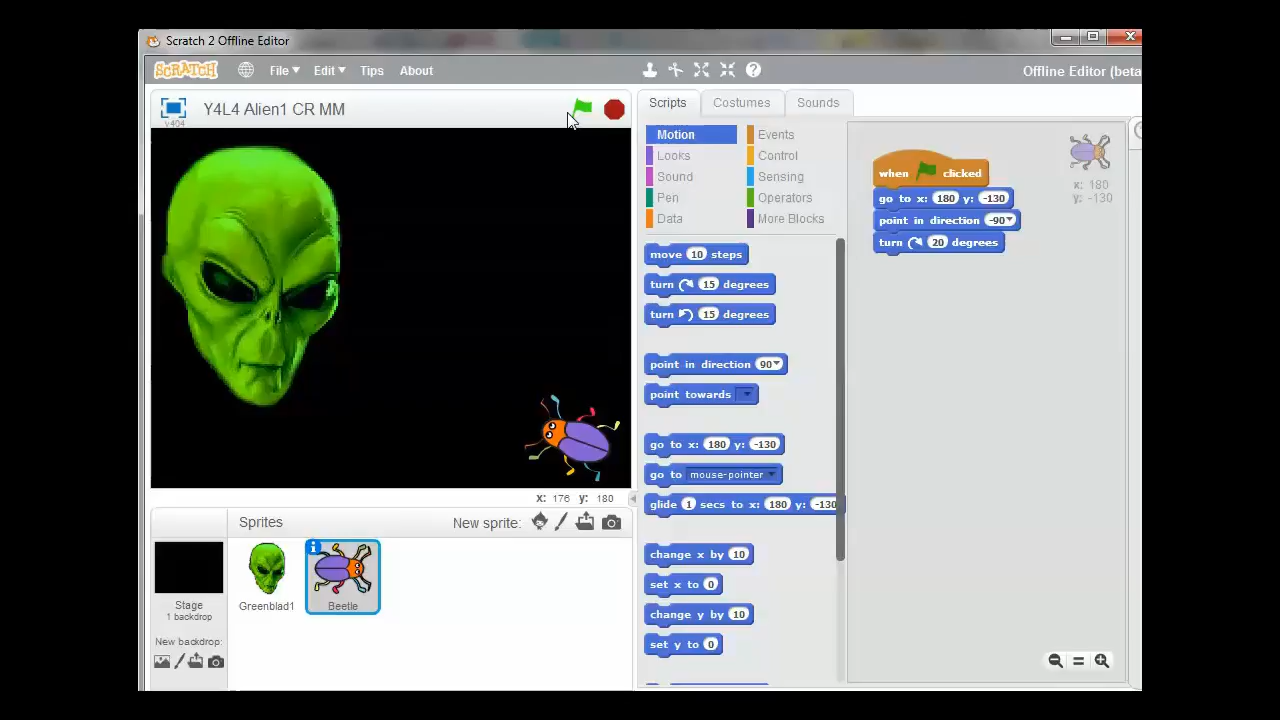 Scratch 2 Offline Editor
SCRATCH File Edit Tips About
Offline Editor (beta
Y4L4 Alien1 CR MM
v404
Scripts Costumes Sounds
Motion Events
Looks Control
Sound Sensing
Pen Operators
Data More Blocks
move 10 steps
turn 15 degrees
turn 15 degrees
point in direction 90
point towards
go to x: 180 y: -130
go to mouse-pointer
glide 1 secs to x: 180 y: -130
change x by 10
set x to 0
change y by 10
set y to 0
when clicked
go to x: 180 y: -130
point in direction -90
turn 20 degrees
x: 180
y: -130
x: 176 y: 180
Sprites New sprite:
Stage
1 backdrop
New backdrop:
Greenblad1
Beetle